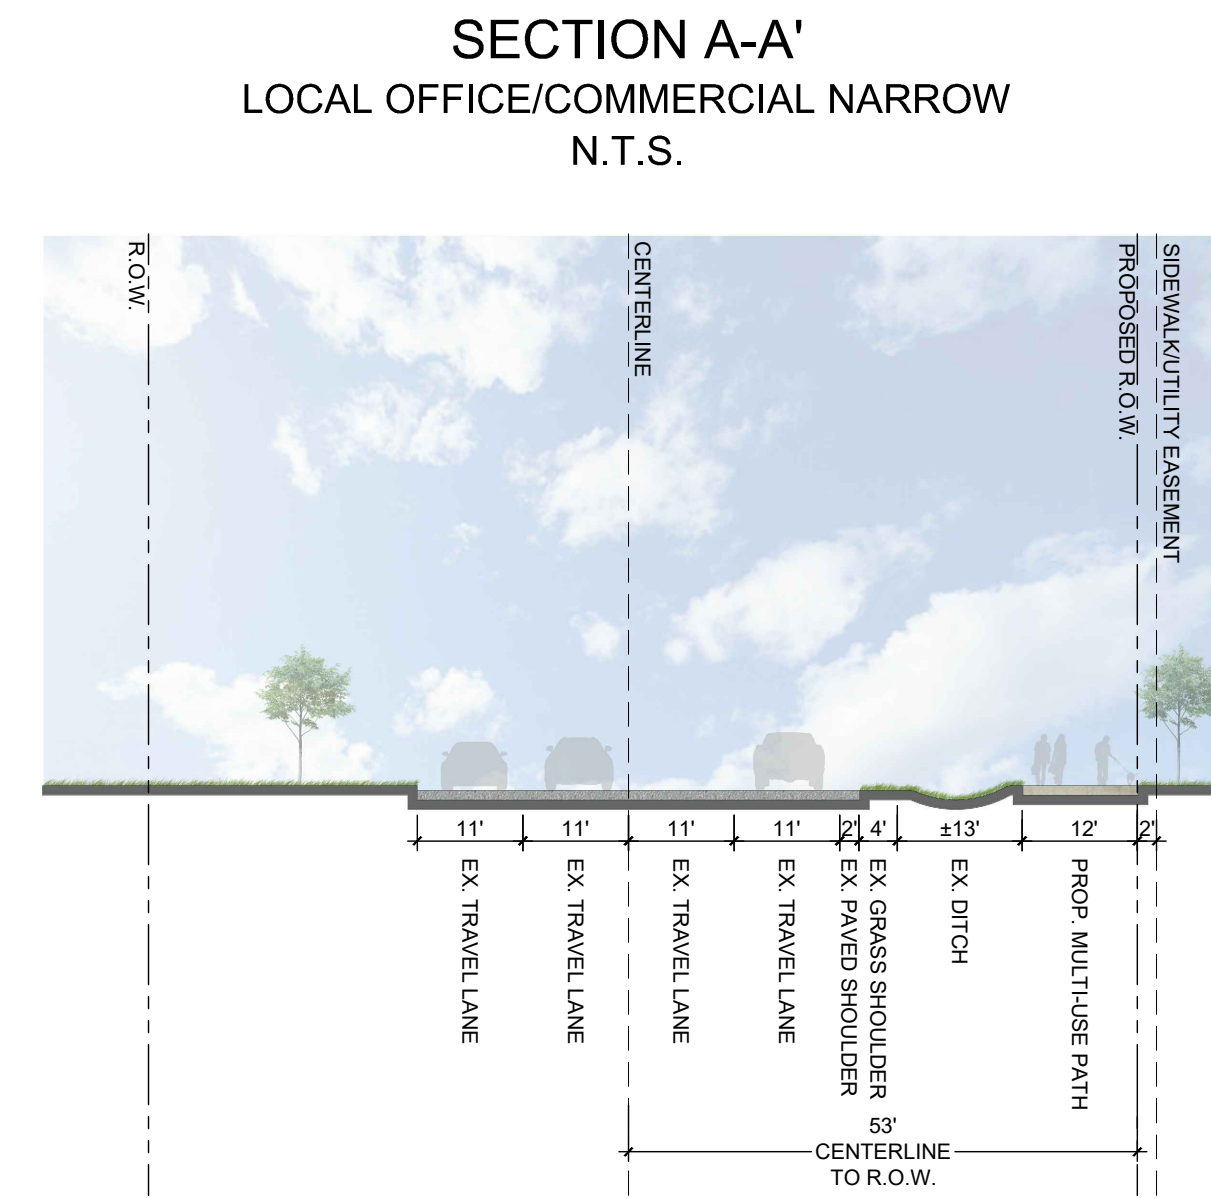 SECTION A-A'
LOCAL OFFICE/COMMERCIAL NARROW
N.T.S.
R.O.W.
CENTERLINE
PROPOSED R.O.W.
SIDEWALK/UTILITY EASEMENT
11'
11'
11'
11'
2'
4'
±13'
12'
2'
EX. TRAVEL LANE
EX. TRAVEL LANE
EX. TRAVEL LANE
EX. TRAVEL LANE
EX. PAVED SHOULDER
EX. GRASS SHOULDER
EX. DITCH
PROP. MULTI-USE PATH
53'
CENTERLINE
TO R.O.W.